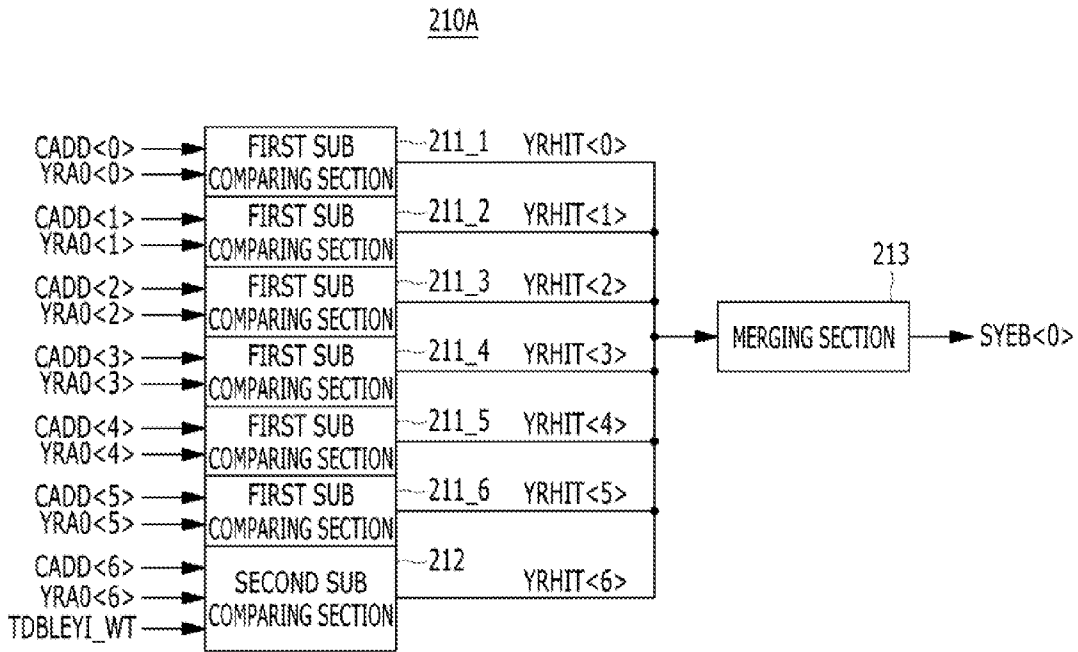 210A
CADD<0>
YRA0<0>
FIRST SUB
COMPARING SECTION
211_1
YRHIT<0>
CADD<1>
YRA0<1>
FIRST SUB
COMPARING SECTION
211_2
YRHIT<1>
CADD<2>
YRA0<2>
FIRST SUB
COMPARING SECTION
211_3
YRHIT<2>
CADD<3>
YRA0<3>
FIRST SUB
COMPARING SECTION
211_4
YRHIT<3>
CADD<4>
YRA0<4>
FIRST SUB
COMPARING SECTION
211_5
YRHIT<4>
CADD<5>
YRA0<5>
FIRST SUB
COMPARING SECTION
211_6
YRHIT<5>
CADD<6>
YRA0<6>
TDBLEYI_WT
SECOND SUB
COMPARING SECTION
212
YRHIT<6>
213
MERGING SECTION
SYEB<0>